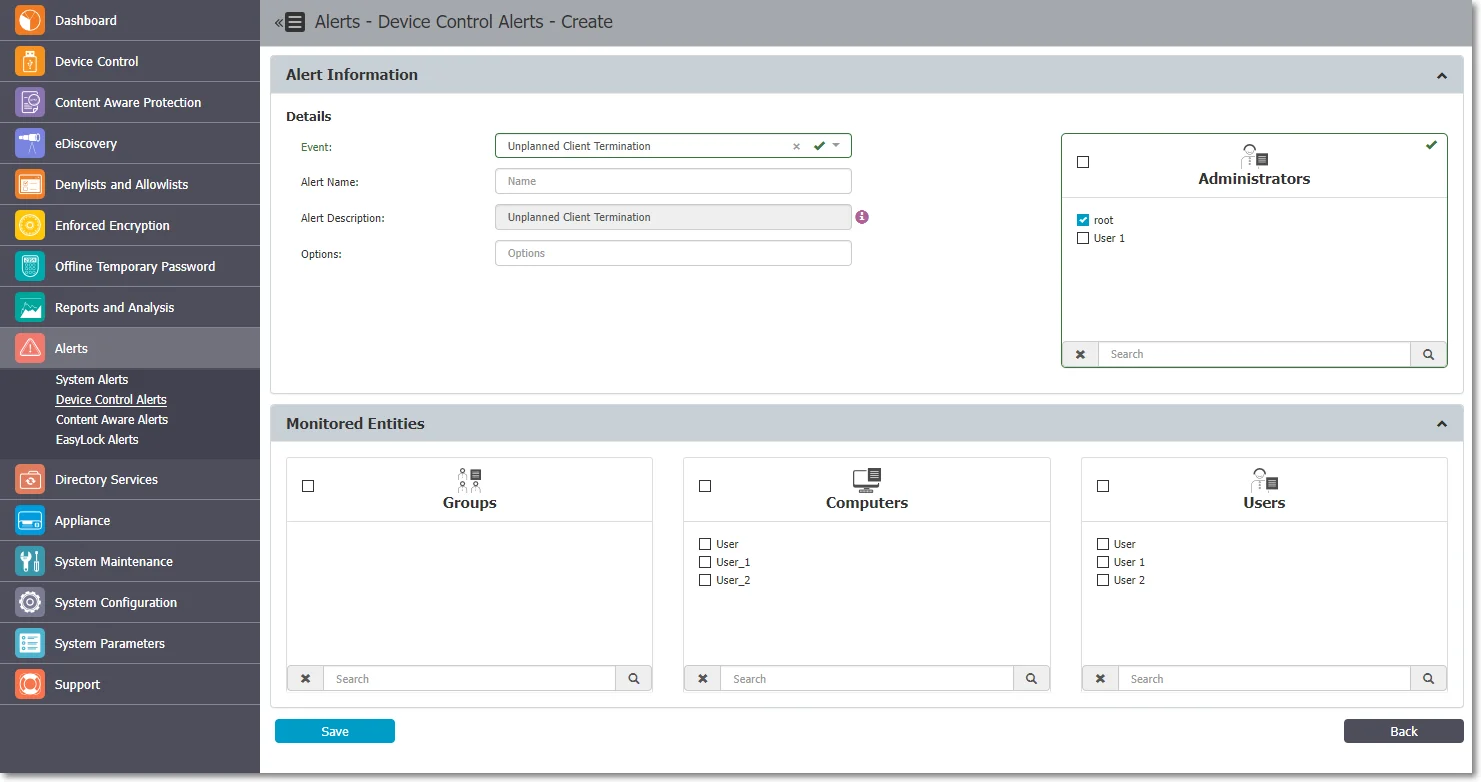 Dashboard
Device Control
Content Aware Protection
eDiscovery
Denylists and Allowlists
Enforced Encryption
Offline Temporary Password
Reports and Analysis
Alerts
System Alerts
Device Control Alerts
Content Aware Alerts
EasyLock Alerts
Directory Services
Appliance
System Maintenance
System Configuration
System Parameters
Support
Alerts - Device Control Alerts - Create
Alert Information
Details
Event: Unplanned Client Termination
Alert Name: Name
Alert Description: Unplanned Client Termination
Options: Options
Administrators
root
User 1
Search
Monitored Entities
Groups
Search
Computers
User
User_1
User_2
Search
Users
User
User 1
User 2
Search
Save
Back